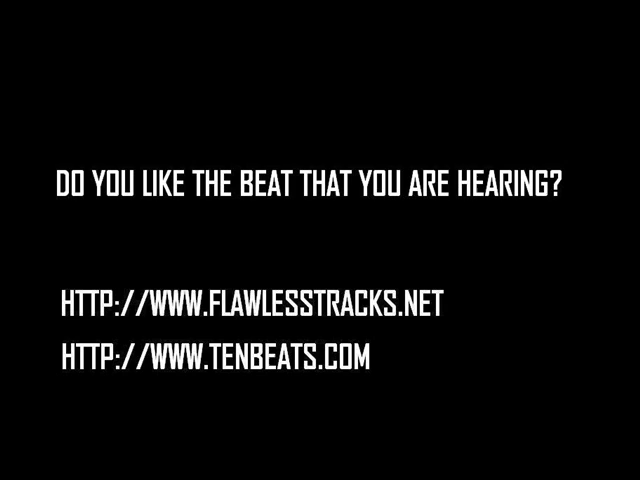 DO YOU LIKE THE BEAT THAT YOU ARE HEARING?
HTTP://WWW.FLAWLESSTRACKS.NET
HTTP://WWW.TENBEATS.COM